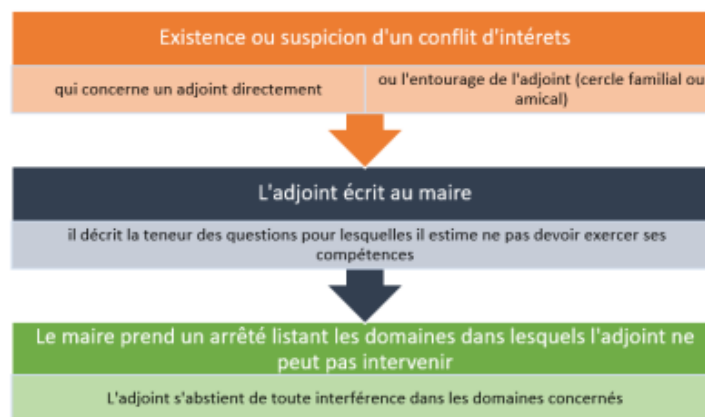 Existence ou suspicion d'un conflit d'intérets
qui concerne un adjoint directement
ou l'entourage de l'adjoint (cercle familial ou
amical)
L'adjoint écrit au maire
il décrit la teneur des questions pour lesquelles il estime ne pas devoir exercer ses
compétences
Le maire prend un arrêté listant les domaines dans lesquels l'adjoint ne
peut pas intervenir
L'adjoint s'abstient de toute interférence dans les domaines concernés